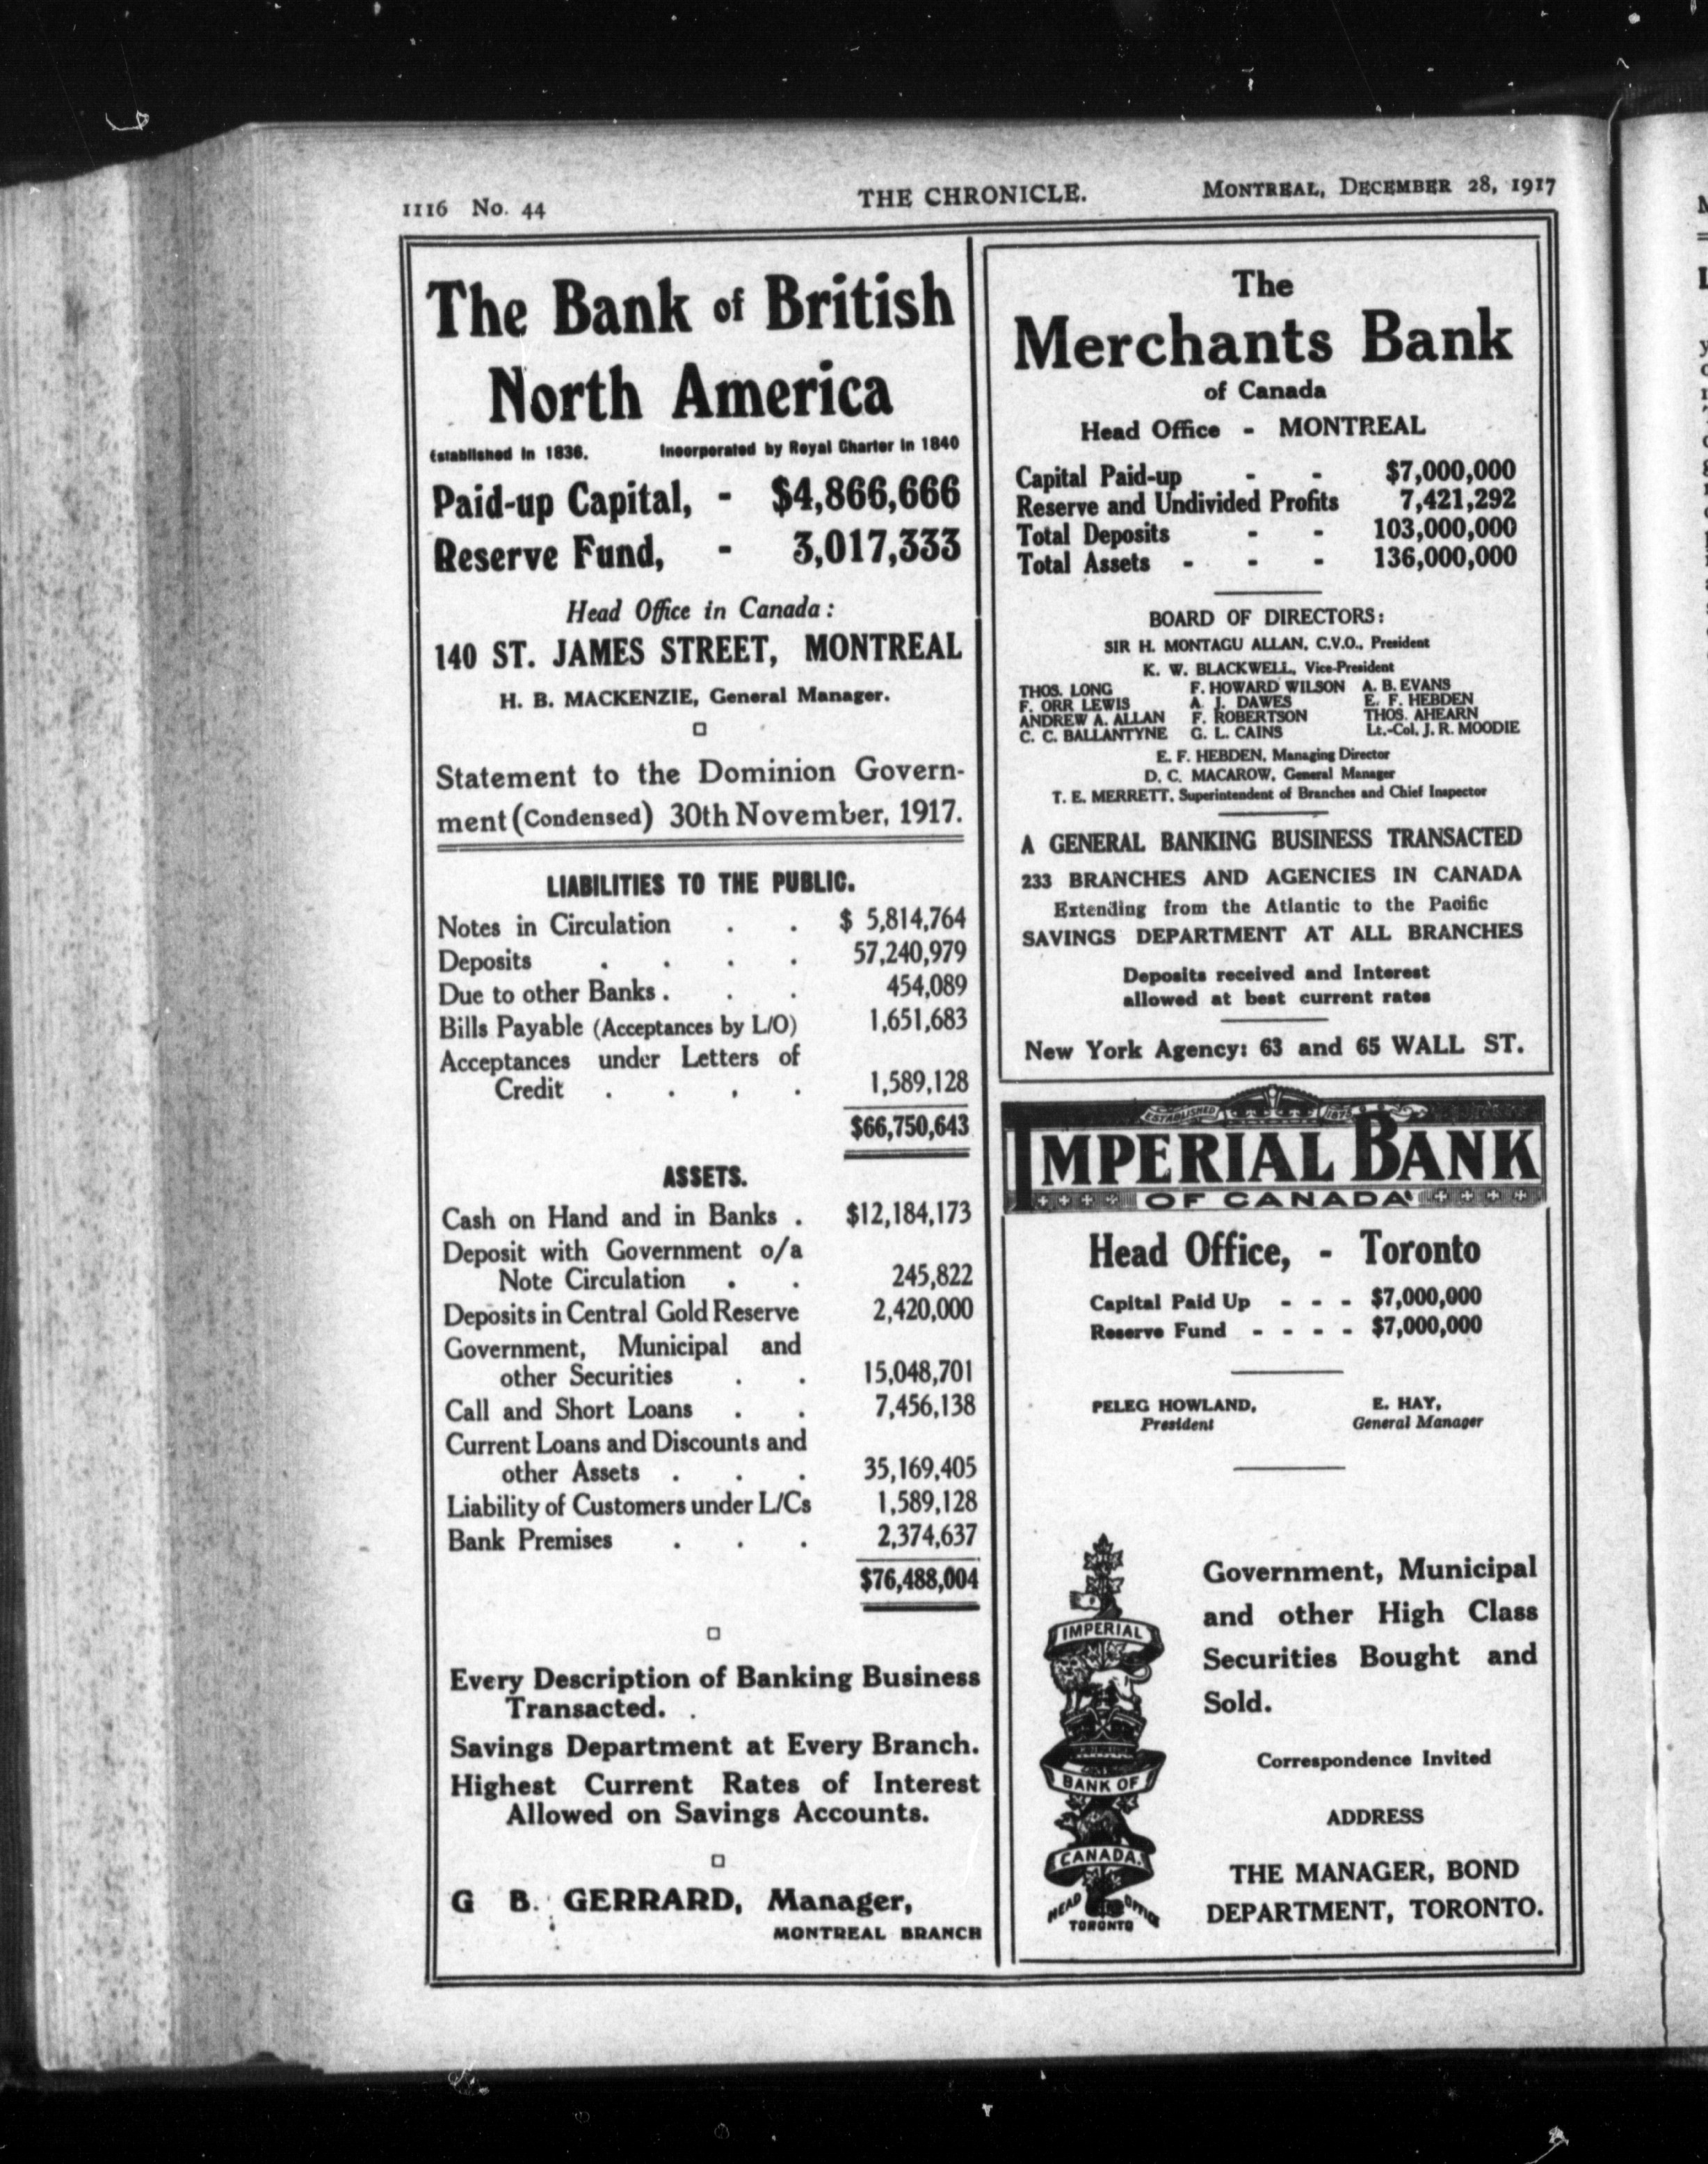 1116 No. 44 THE CHRONICLE. MONTREAL, DECEMBER 28, 1917
The Bank of British
North America
Established in 1836. Incorporated by Royal Charter in 1840
Paid-up Capital, - $4,866,666
Reserve Fund, - 3,017,333
Head Office in Canada:
140 ST. JAMES STREET, MONTREAL
H. B. MACKENZIE, General Manager.
Statement to the Dominion Govern-
ment (Condensed) 30th November, 1917.
LIABILITIES TO THE PUBLIC.
Notes in Circulation . . $ 5,814,764
Deposits . . . . 57,240,979
Due to other Banks . . . 454,089
Bills Payable (Acceptances by L/O) 1,651,683
Acceptances under Letters of
Credit . . . . 1,589,128
$66,750,643
ASSETS.
Cash on Hand and in Banks . $12,184,173
Deposit with Government o/a
Note Circulation . . 245,822
Deposits in Central Gold Reserve 2,420,000
Government, Municipal and
other Securities . . 15,048,701
Call and Short Loans . . 7,456,138
Current Loans and Discounts and
other Assets . . . 35,169,405
Liability of Customers under L/Cs 1,589,128
Bank Premises . . . 2,374,637
$76,488,004
Every Description of Banking Business
Transacted.
Savings Department at Every Branch.
Highest Current Rates of Interest
Allowed on Savings Accounts.
G B. GERRARD, Manager,
MONTREAL BRANCH
The
Merchants Bank
of Canada
Head Office - MONTREAL
Capital Paid-up - - $7,000,000
Reserve and Undivided Profits 7,421,292
Total Deposits - - 103,000,000
Total Assets - - - 136,000,000
BOARD OF DIRECTORS:
SIR H. MONTAGU ALLAN, C.V.O., President
K. W. BLACKWELL, Vice-President
THOS. LONG F. HOWARD WILSON A. B. EVANS
F. ORR LEWIS A. J. DAWES E. F. HEBDEN
ANDREW A. ALLAN F. ROBERTSON THOS. AHEARN
C. C. BALLANTYNE G. L. CAINS Lt.-Col. J. R. MOODIE
E. F. HEBDEN, Managing Director
D. C. MACAROW, General Manager
T. E. MERRETT, Superintendent of Branches and Chief Inspector
A GENERAL BANKING BUSINESS TRANSACTED
233 BRANCHES AND AGENCIES IN CANADA
Extending from the Atlantic to the Pacific
SAVINGS DEPARTMENT AT ALL BRANCHES
Deposits received and Interest
allowed at best current rates
New York Agency: 63 and 65 WALL ST.
ESTABLISHED 1875
IMPERIAL BANK
OF CANADA
Head Office, - Toronto
Capital Paid Up - - - $7,000,000
Reserve Fund - - - - $7,000,000
PELEG HOWLAND, E. HAY,
President General Manager
IMPERIAL
BANK OF
CANADA.
HEAD OFFICE
TORONTO
Government, Municipal
and other High Class
Securities Bought and
Sold.
Correspondence Invited
ADDRESS
THE MANAGER, BOND
DEPARTMENT, TORONTO.